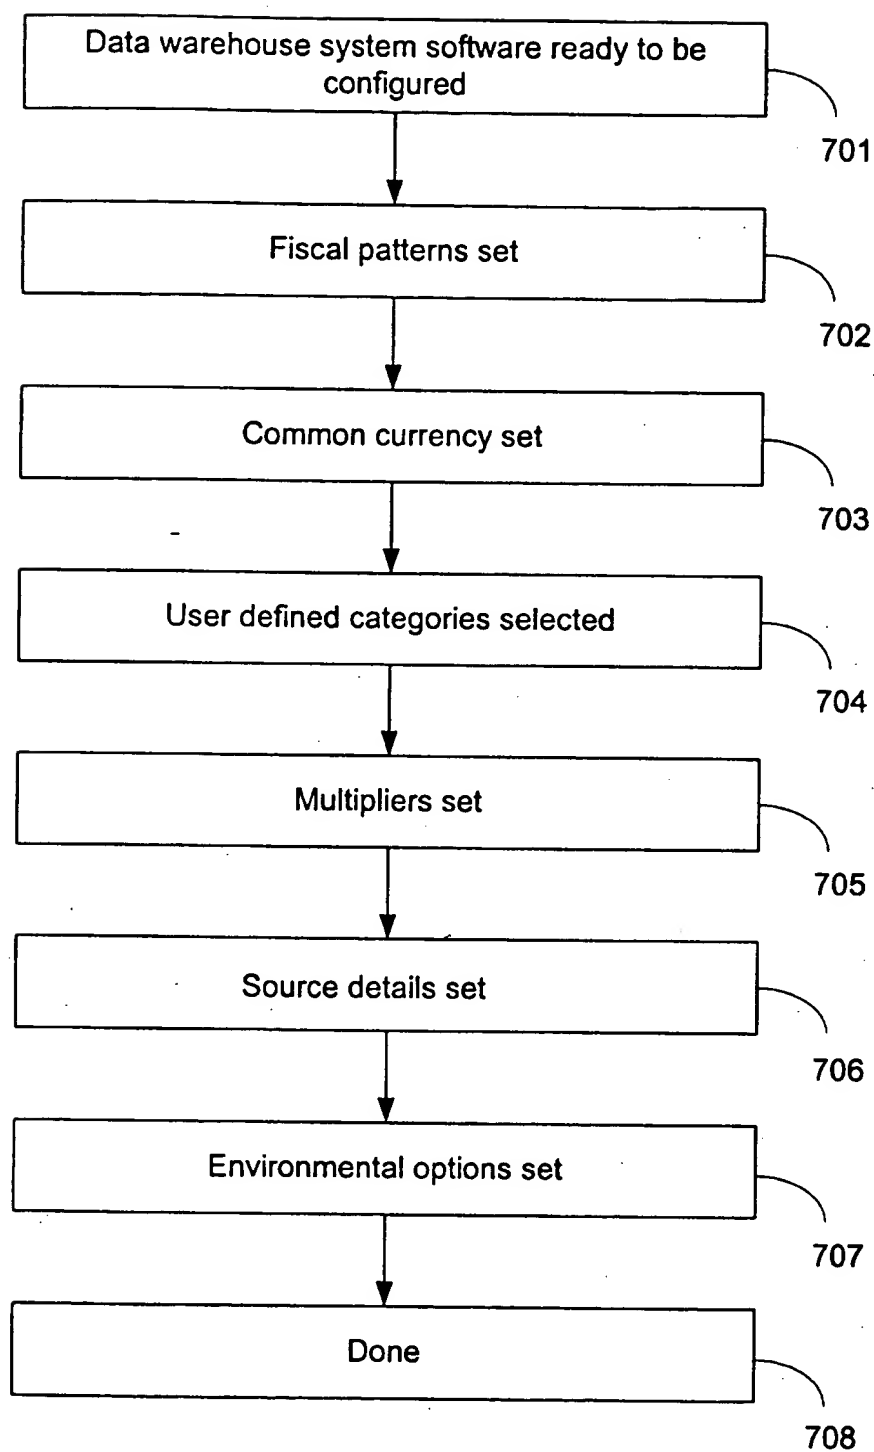 Data warehouse system software ready to be
configured
701
Fiscal patterns set
702
Common currency set
703
User defined categories selected
704
Multipliers set
705
Source details set
706
Environmental options set
707
Done
708